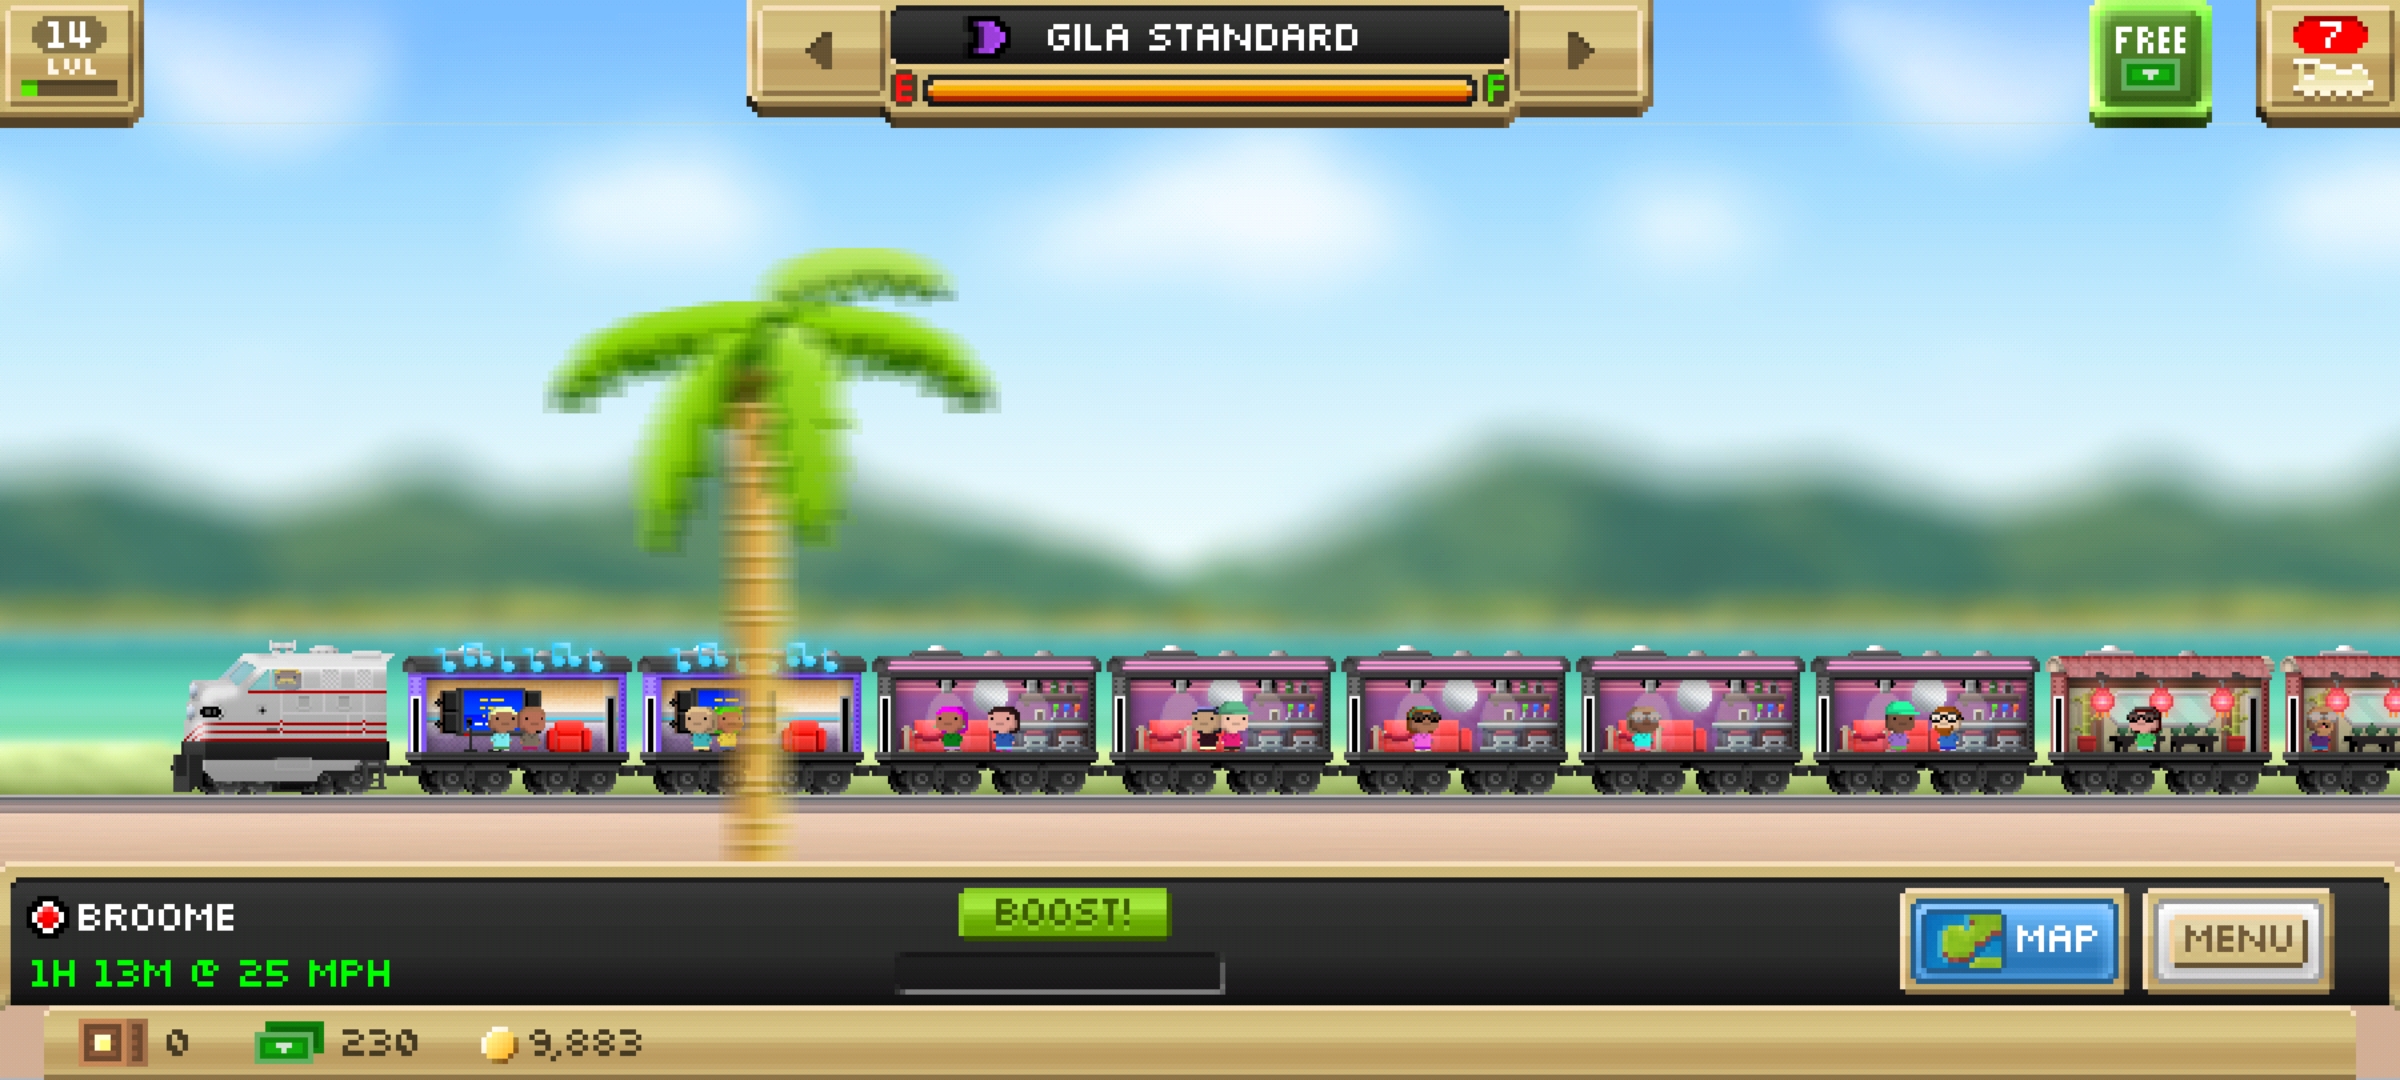 14
LVL
GILA STANDARD
E F
FREE
7
BROOME
1H 13M @ 25 MPH
BOOST!
MAP
MENU
0
230
9,883